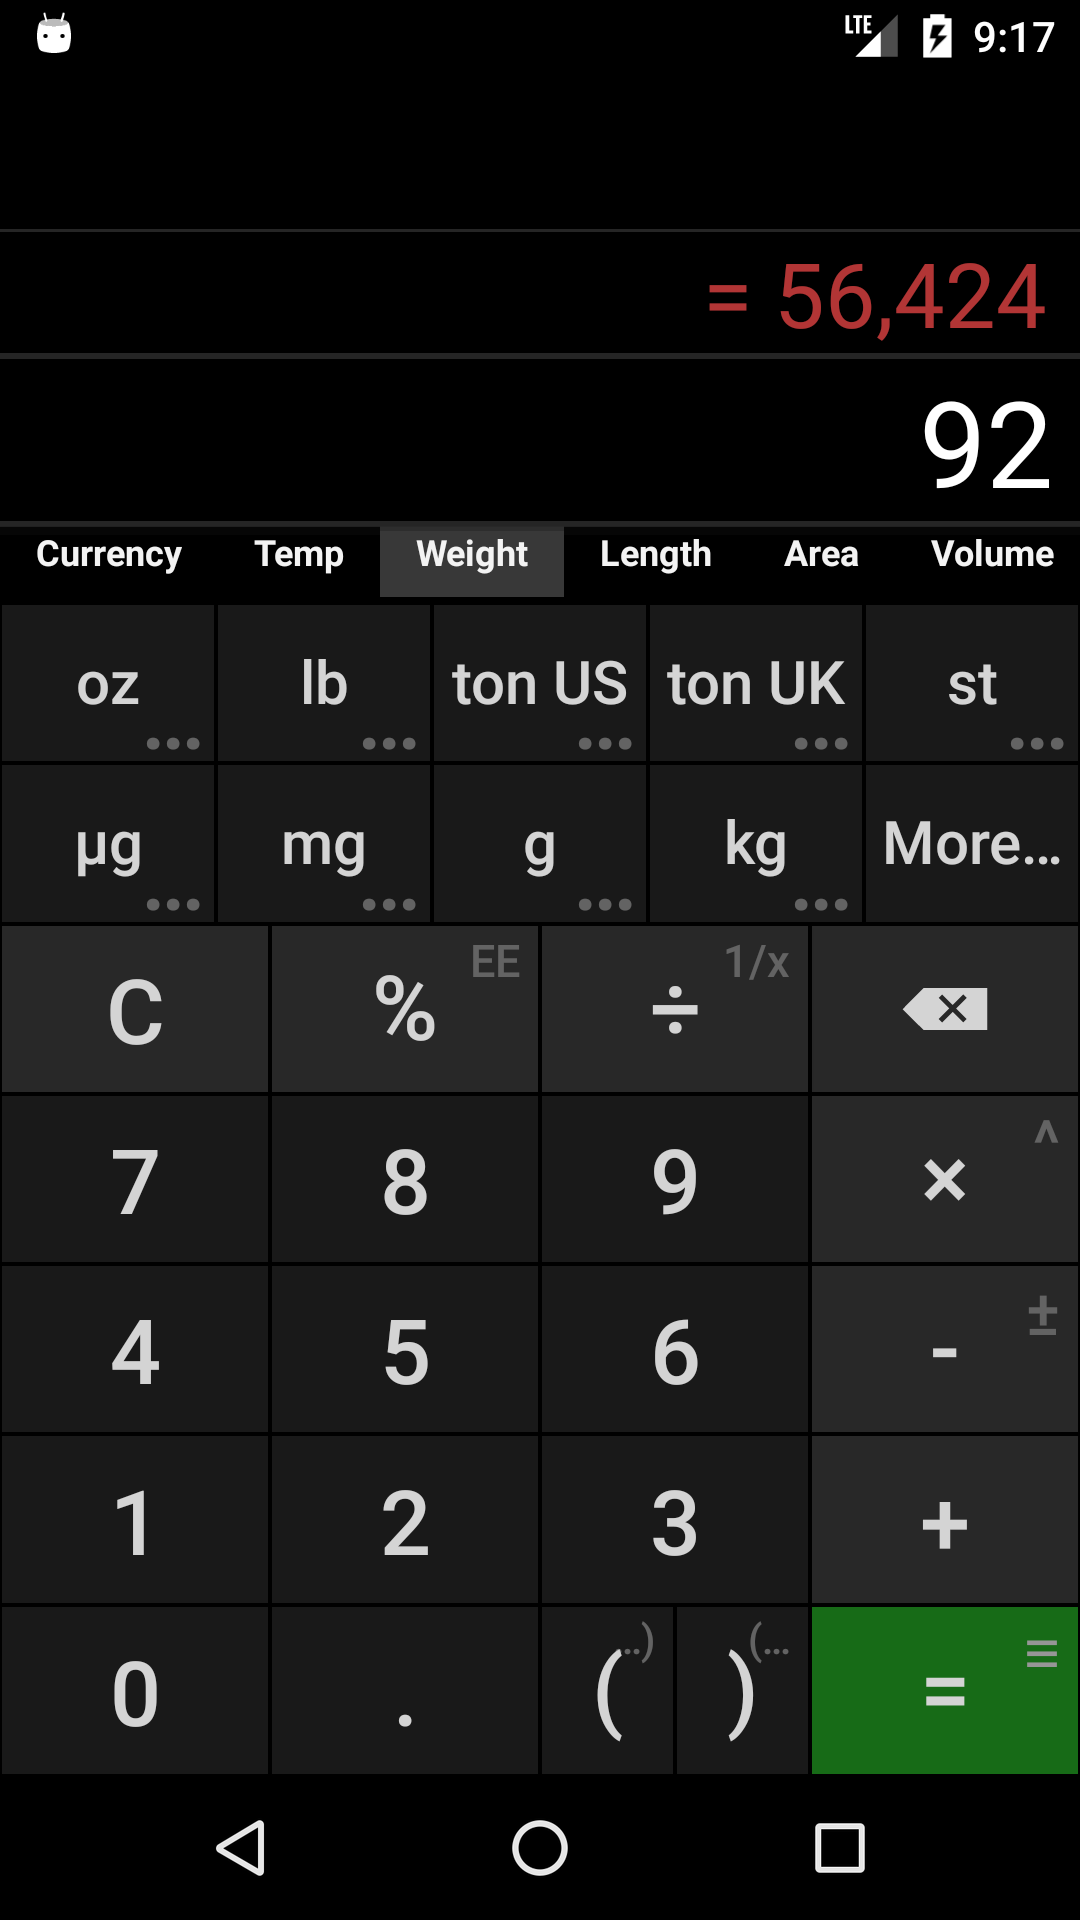 LTE 9:17
= 56,424
92
Currency Temp Weight Length Area Volume
oz lb ton US ton UK st
µg mg g kg More...
C % EE ÷ 1/x
7 8 9 × ^
4 5 6 - ±
1 2 3 +
0 . ( ..) ) (... =